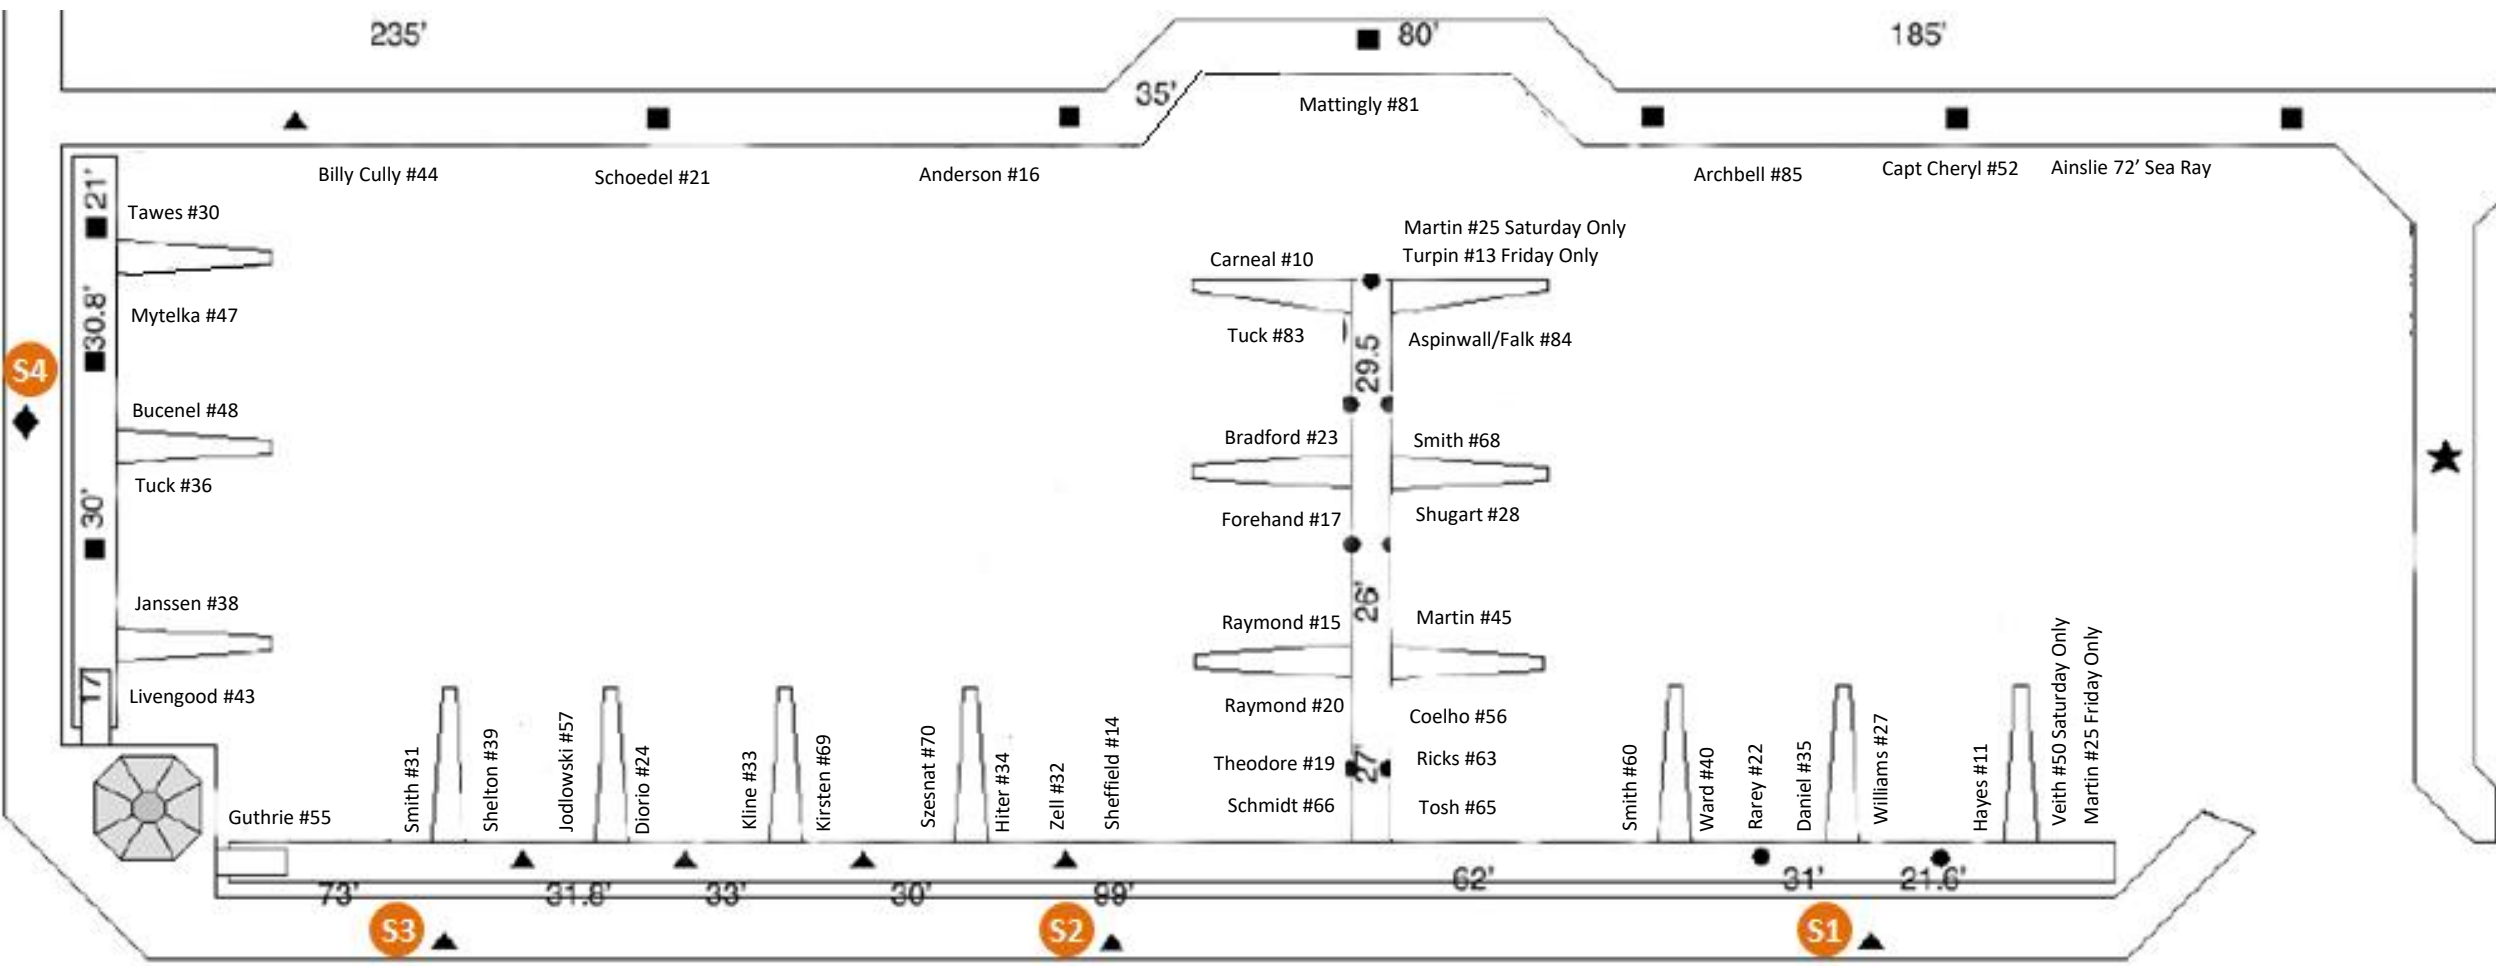 235'
80'
185'
35'
Mattingly #81
Billy Cully #44
Schoedel #21
Anderson #16
Archbell #85
Capt Cheryl #52
Ainslie 72' Sea Ray
21'
Tawes #30
Martin #25 Saturday Only
Turpin #13 Friday Only
Carneal #10
30.8'
Mytelka #47
Tuck #83
Aspinwall/Falk #84
29.5
S4
Bucenel #48
Bradford #23
Smith #68
Tuck #36
30'
Forehand #17
Shugart #28
Janssen #38
26'
Raymond #15
Martin #45
17
Livengood #43
Raymond #20
Coelho #56
Theodore #19
27'
Ricks #63
Schmidt #66
Tosh #65
Guthrie #55
Smith #31
Shelton #39
Jodlowski #57
Diorio #24
Kline #33
Kirsten #69
Szesnat #70
Hiter #34
Zell #32
Sheffield #14
Smith #60
Ward #40
Rarey #22
Daniel #35
Williams #27
Hayes #11
Veith #50 Saturday Only
Martin #25 Friday Only
73'
31.8'
33'
30'
99'
62'
31'
21.6'
S3
S2
S1